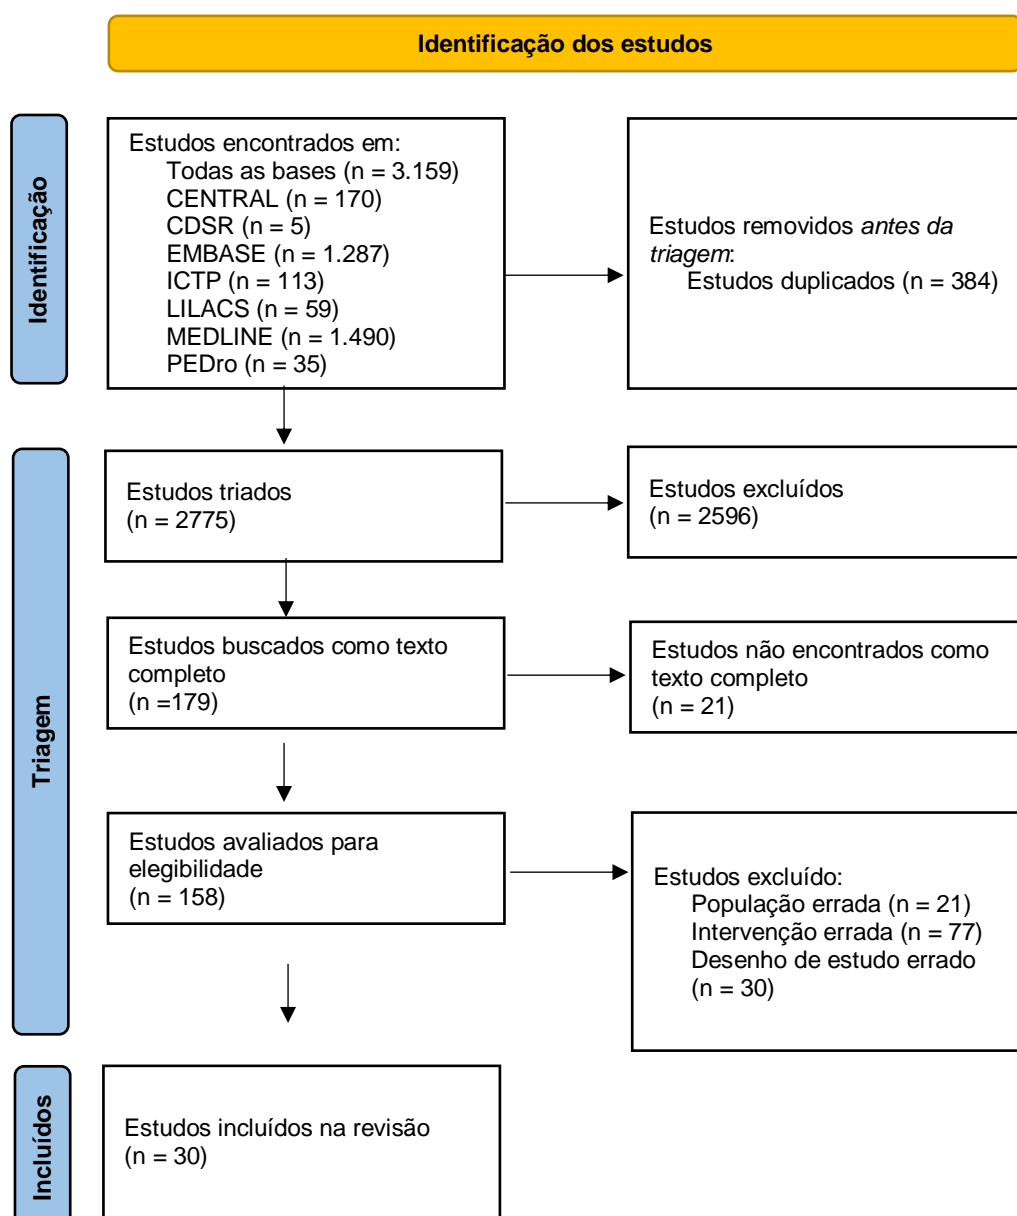 Identificação dos estudos
Identificação
Estudos encontrados em:
Todas as bases (n = 3.159)
CENTRAL (n = 170)
CDSR (n = 5)
EMBASE (n = 1.287)
ICTP (n = 113)
LILACS (n = 59)
MEDLINE (n = 1.490)
PEDro (n = 35)
Estudos removidos antes da
triagem:
Estudos duplicados (n = 384)
Triagem
Estudos triados
(n = 2775)
Estudos excluídos
(n = 2596)
Estudos buscados como texto
completo
(n =179)
Estudos não encontrados como
texto completo
(n = 21)
Estudos avaliados para
elegibilidade
(n = 158)
Estudos excluído:
População errada (n = 21)
Intervenção errada (n = 77)
Desenho de estudo errado
(n = 30)
Incluídos
Estudos incluídos na revisão
(n = 30)